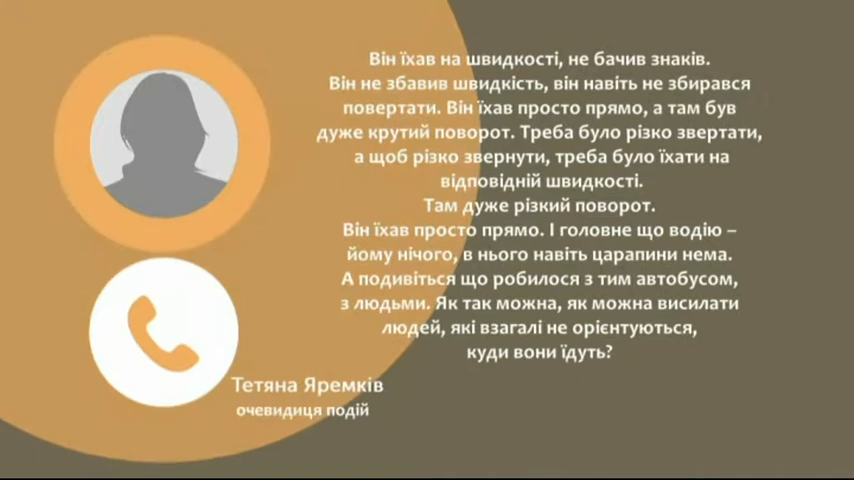 Він їхав на швидкості, не бачив знаків.
Він не збавив швидкість, він навіть не збирався
повертати. Він їхав просто прямо, а там був
дуже крутий поворот. Треба було різко звертати,
а щоб різко звернути, треба було їхати на
відповідній швидкості.
Там дуже різкий поворот.
Він їхав просто прямо. І головне що водію –
йому нічого, в нього навіть царапини нема.
А подивіться що робилося з тим автобусом,
з людьми. Як так можна, як можна висилати
людей, які взагалі не орієнтуються,
куди вони їдуть?
Тетяна Яремків
очевидиця подій